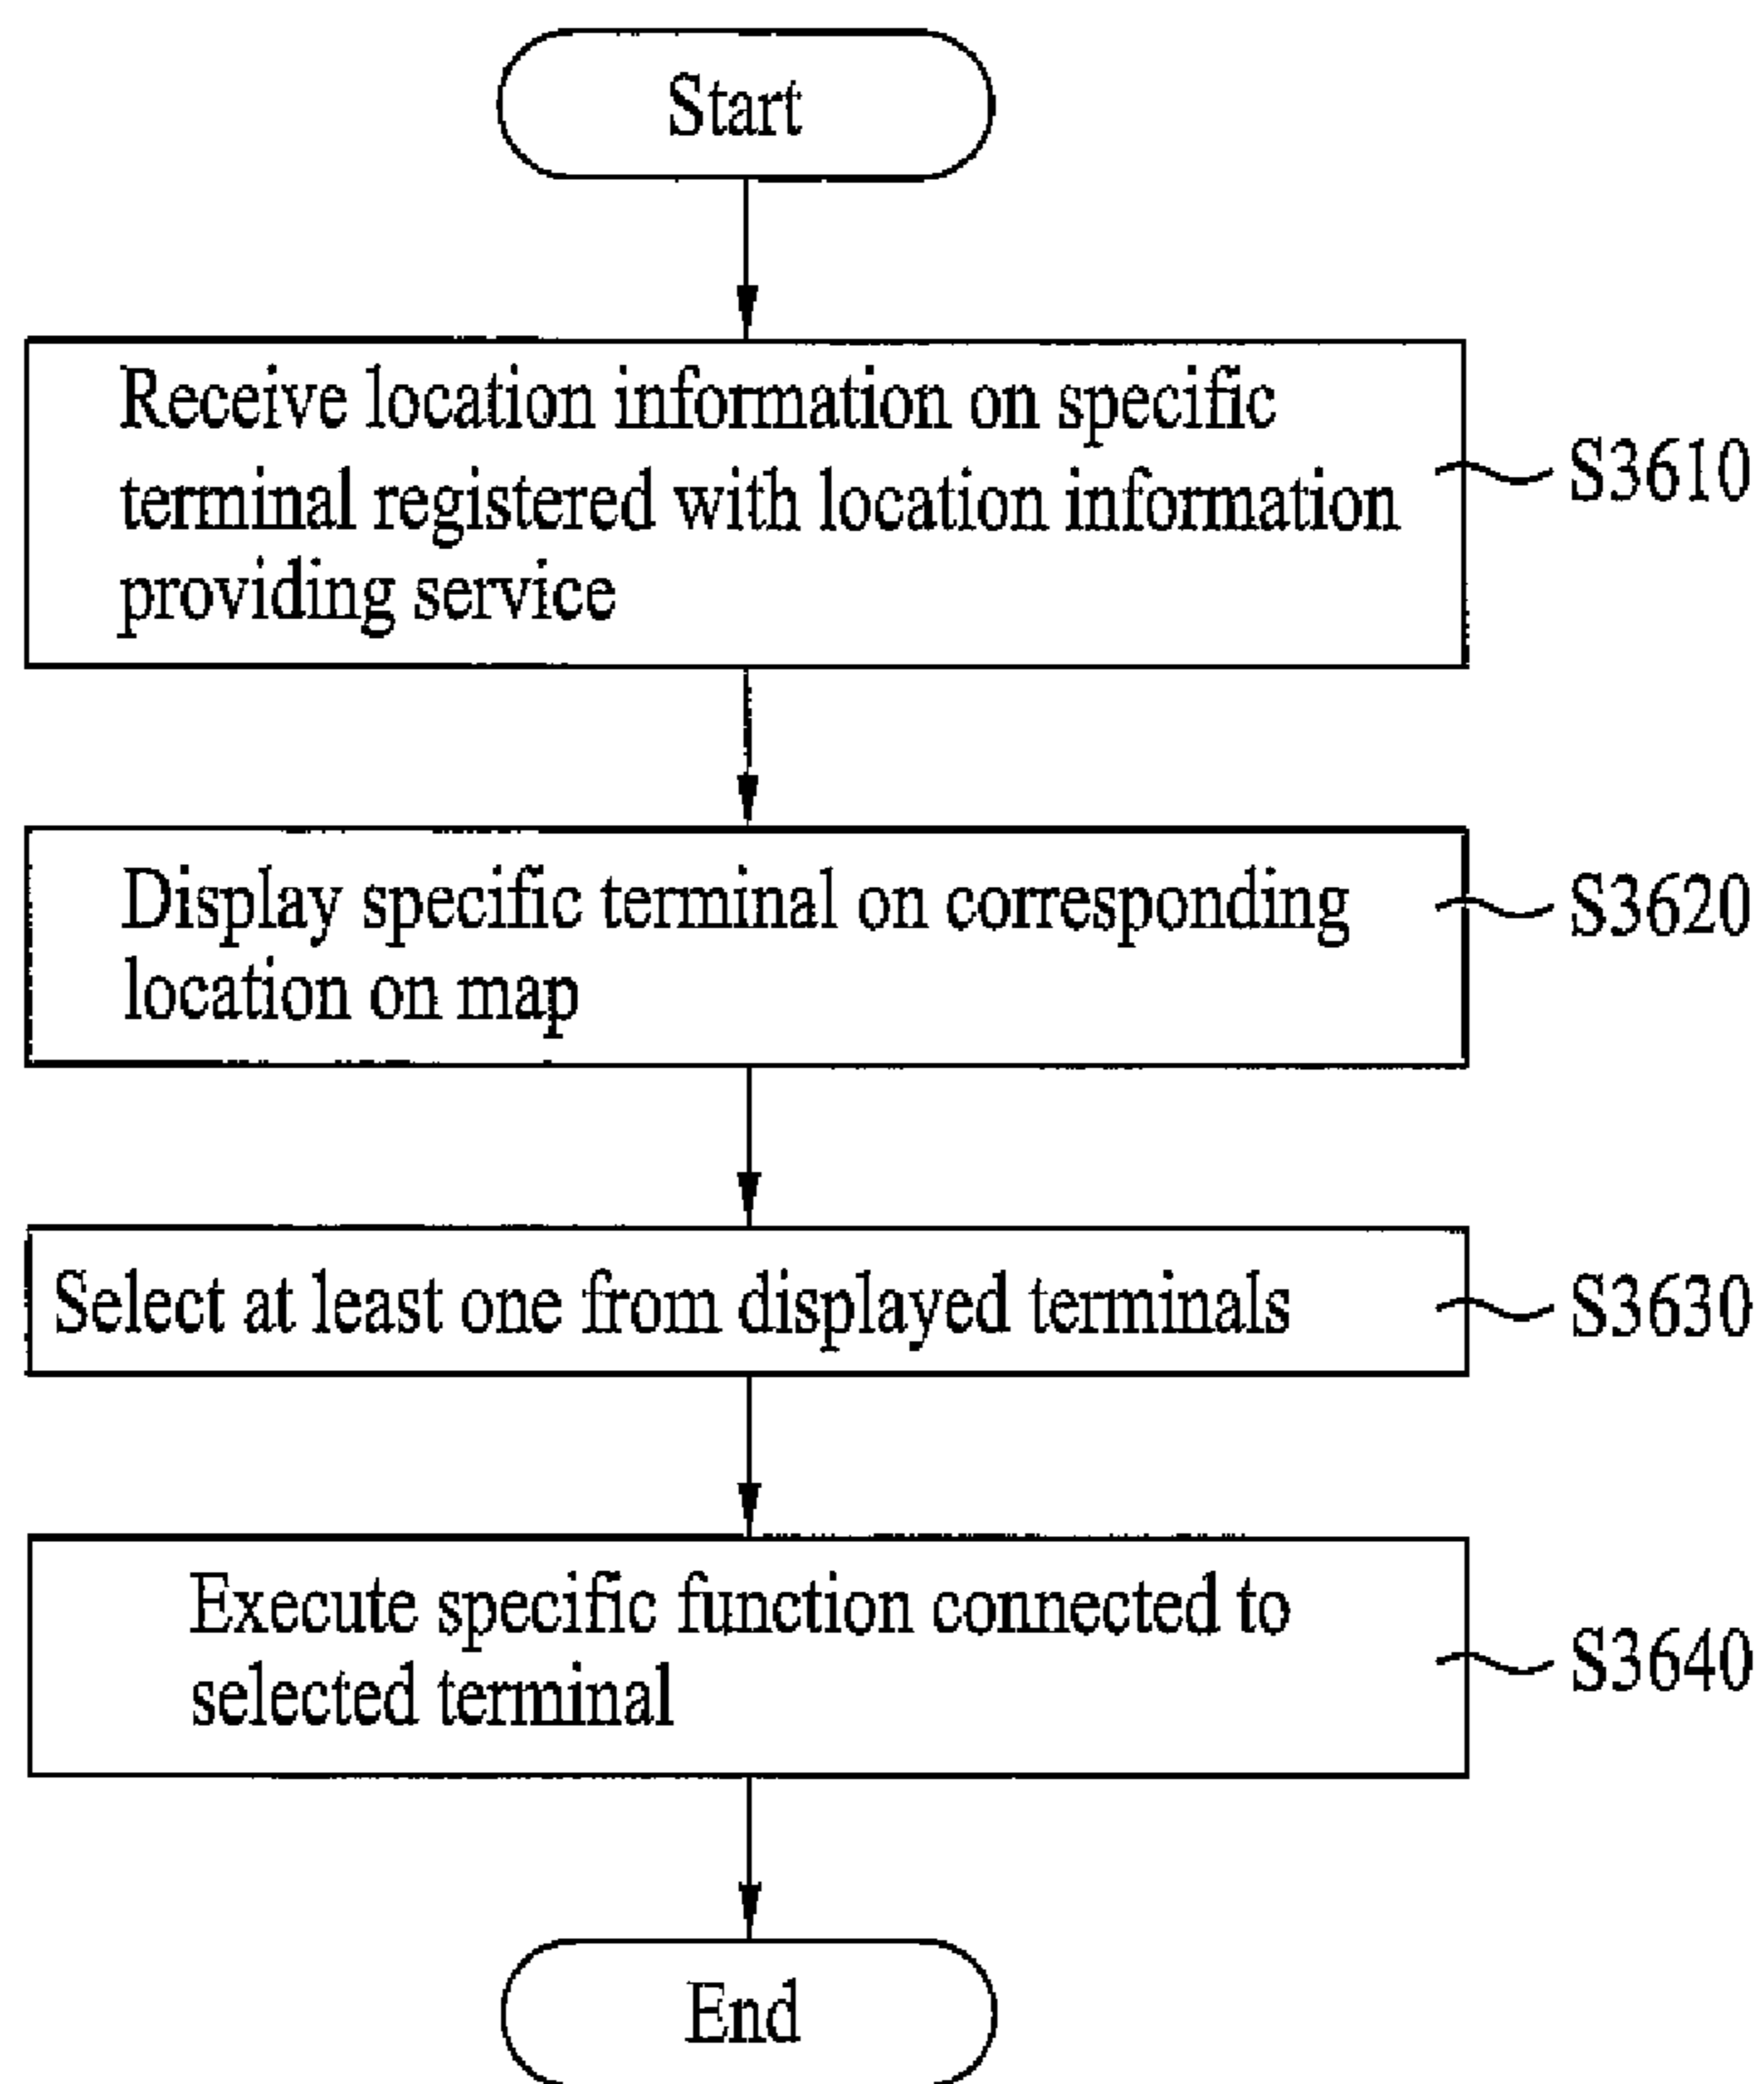 Start
Receive location information on specific
terminal registered with location information
providing service
S3610
Display specific terminal on corresponding
location on map
S3620
Select at least one from displayed terminals
S3630
Execute specific function connected to
selected terminal
S3640
End